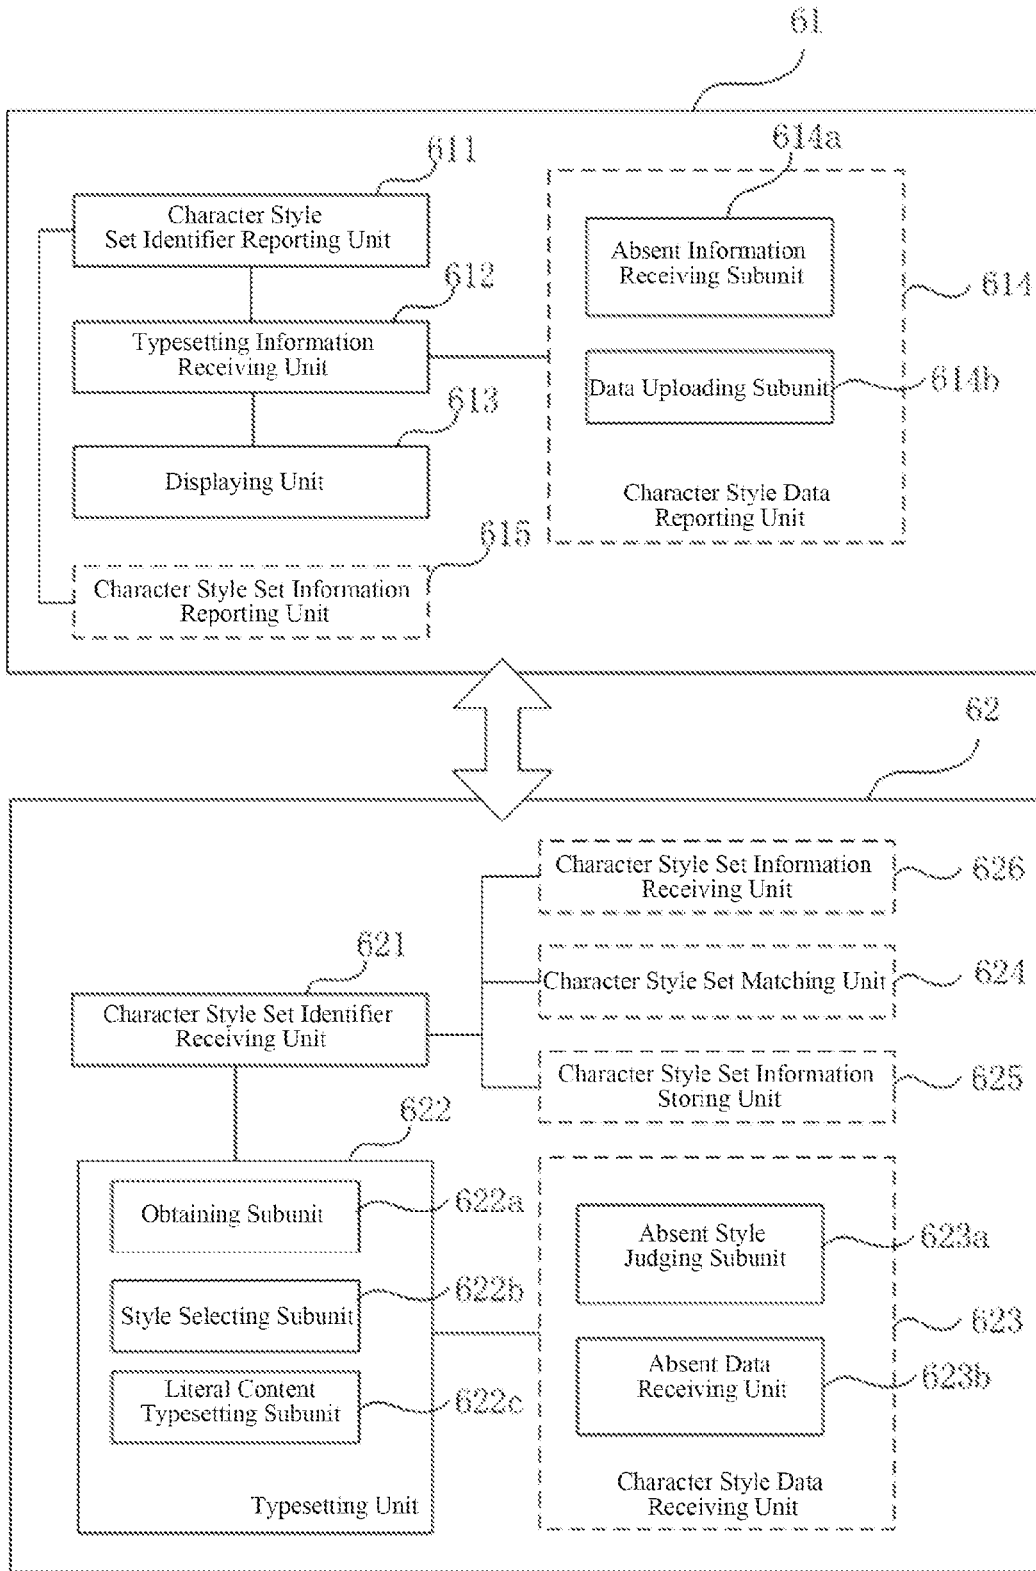 61
611
Character Style
Set Identifier Reporting Unit
612
Typesetting Information
Receiving Unit
613
Displaying Unit
615
Character Style Set Information
Reporting Unit
614a
Absent Information
Receiving Subunit
614
Data Uploading Subunit
614b
Character Style Data
Reporting Unit
62
Character Style Set Information
Receiving Unit
626
621
Character Style Set Identifier
Receiving Unit
Character Style Set Matching Unit
624
Character Style Set Information
Storing Unit
625
622
Obtaining Subunit
622a
Style Selecting Subunit
622b
Literal Content
Typesetting Subunit
622c
Typesetting Unit
Absent Style
Judging Subunit
623a
623
Absent Data
Receiving Unit
623b
Character Style Data
Receiving Unit